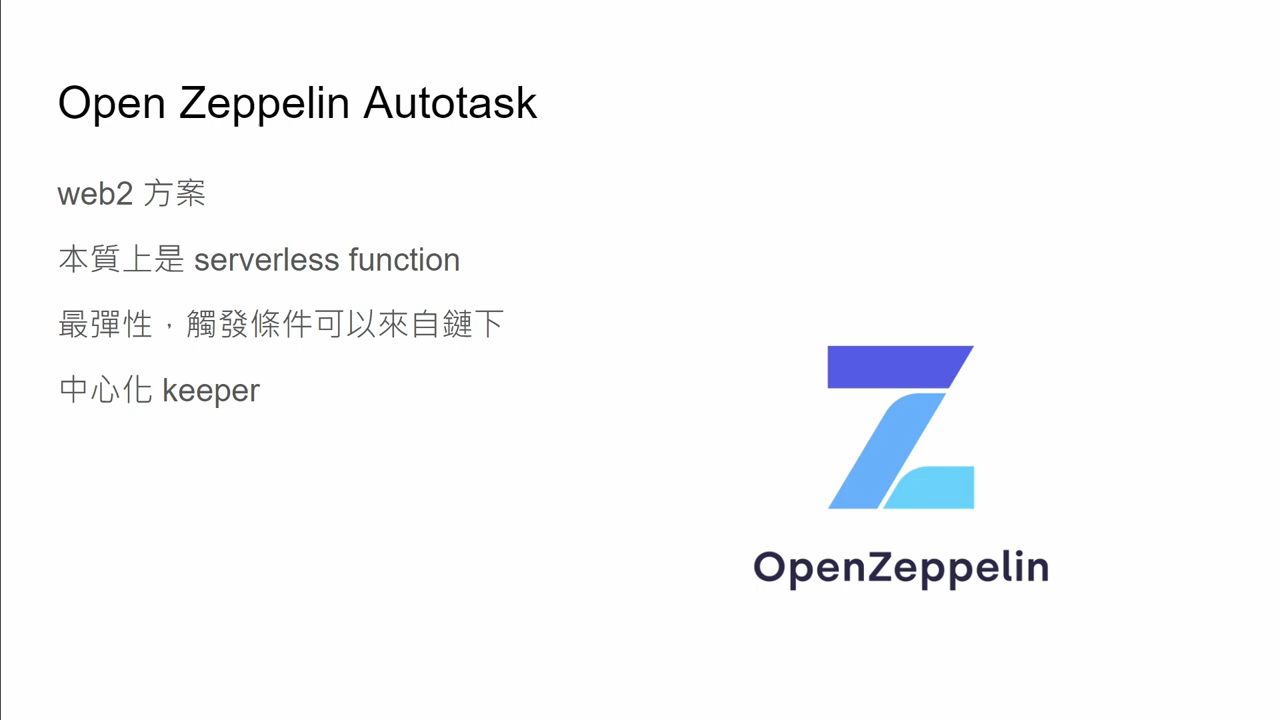 Open Zeppelin Autotask
web2 方案
本質上是 serverless function
最彈性，觸發條件可以來自鏈下
中心化 keeper
OpenZeppelin